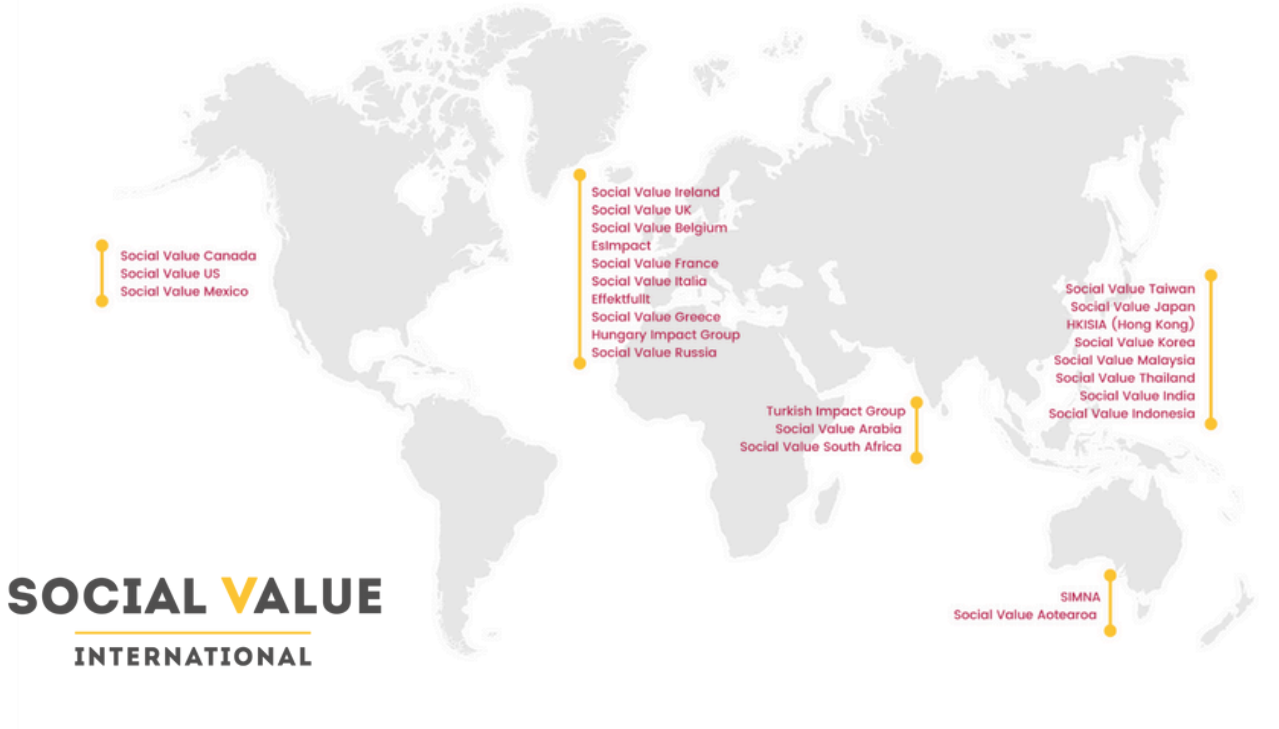 Social Value Canada
Social Value US
Social Value Mexico
Social Value Ireland
Social Value UK
Social Value Belgium
EsImpact
Social Value France
Social Value Italia
Effektfullt
Social Value Greece
Hungary Impact Group
Social Value Russia
Turkish Impact Group
Social Value Arabia
Social Value South Africa
Social Value Taiwan
Social Value Japan
HKISIA (Hong Kong)
Social Value Korea
Social Value Malaysia
Social Value Thailand
Social Value India
Social Value Indonesia
SIMNA
Social Value Aotearoa
SOCIAL VALUE
INTERNATIONAL